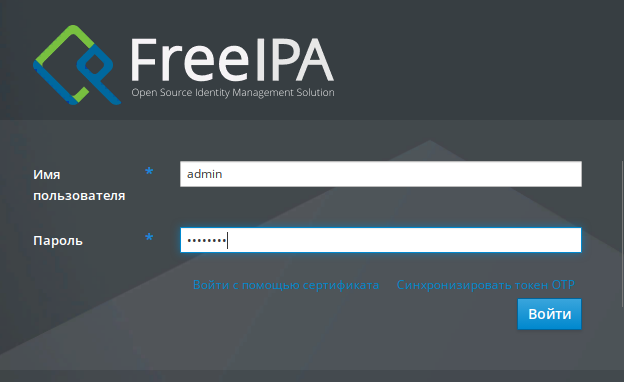 FreeIPA
Open Source Identity Management Solution
Имя
пользователя
*
admin
Пароль
*
••••••••
Войти с помощью сертификата
Синхронизировать токен OTP
Войти